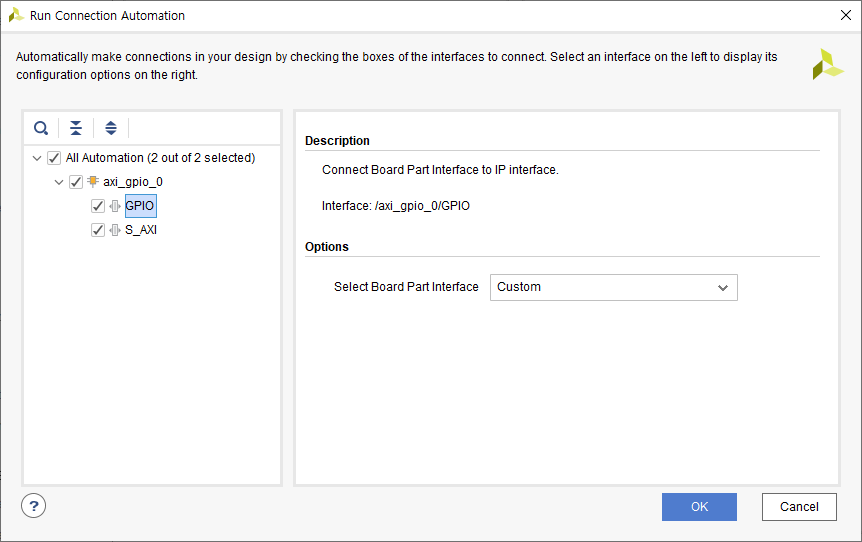 Run Connection Automation
Automatically make connections in your design by checking the boxes of the interfaces to connect. Select an interface on the left to display its
configuration options on the right.
All Automation (2 out of 2 selected)
axi_gpio_0
GPIO
S_AXI
Description
Connect Board Part Interface to IP interface.
Interface: /axi_gpio_0/GPIO
Options
Select Board Part Interface
Custom
?
OK
Cancel